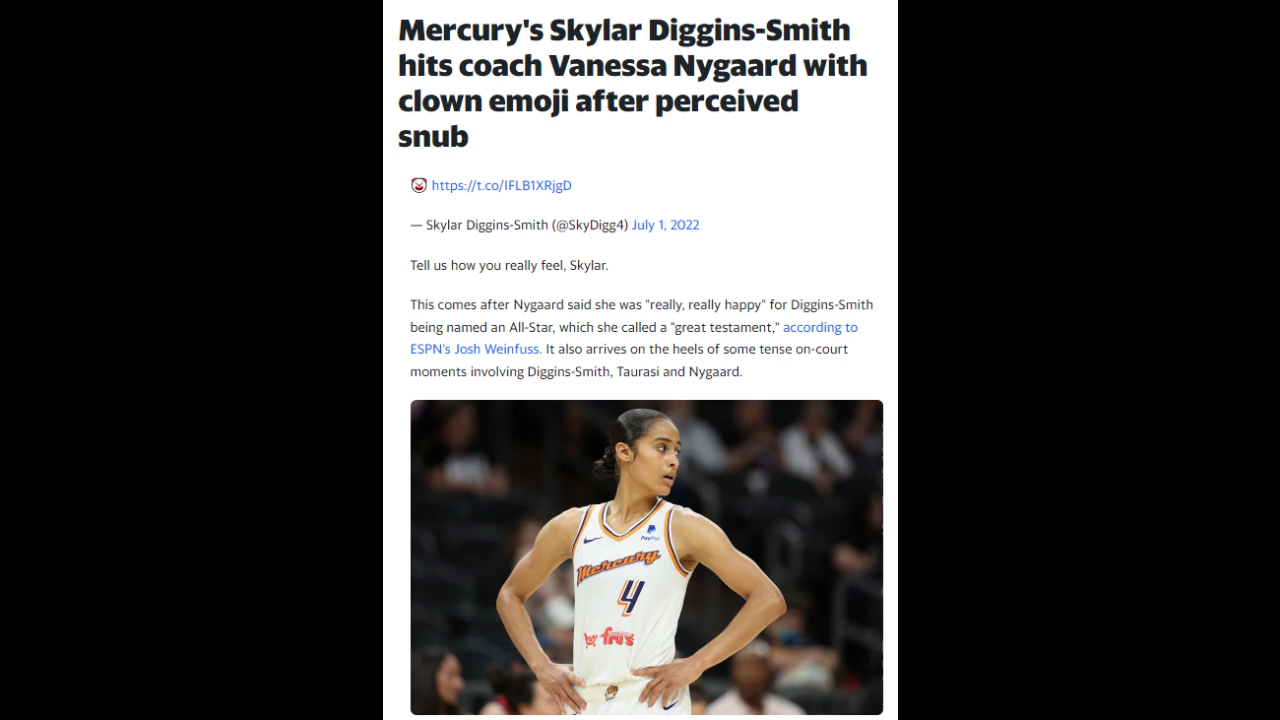 Mercury's Skylar Diggins-Smith
hits coach Vanessa Nygaard with
clown emoji after perceived
snub
🤡 https://t.co/IFLB1XRjgD
— Skylar Diggins-Smith (@SkyDigg4) July 1, 2022
Tell us how you really feel, Skylar.
This comes after Nygaard said she was "really, really happy" for Diggins-Smith
being named an All-Star, which she called a "great testament," according to
ESPN's Josh Weinfuss. It also arrives on the heels of some tense on-court
moments involving Diggins-Smith, Taurasi and Nygaard.
PayPal
Mercury
4